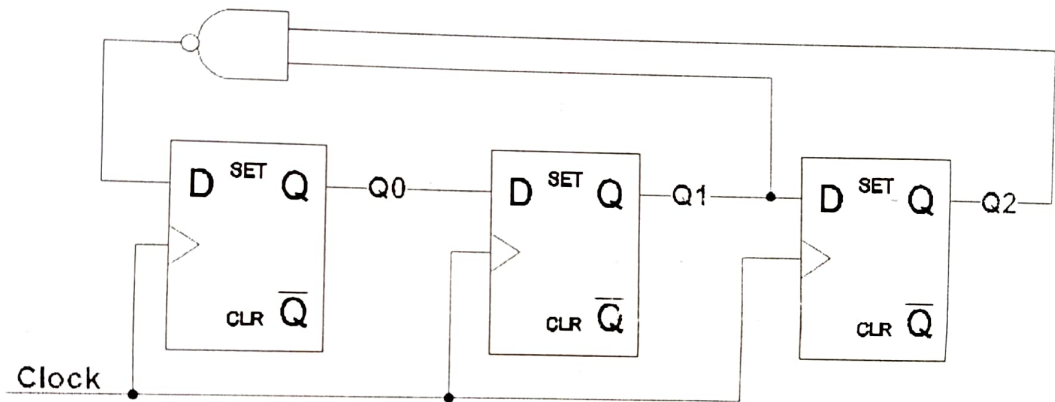 D SET Q
CLR Q̅
Q0
D SET Q
CLR Q̅
Q1
D SET Q
CLR Q̅
Q2
Clock